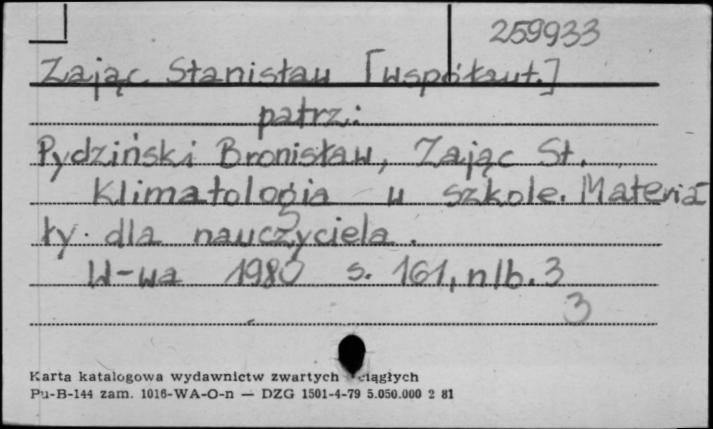 259933
Zając Stanisław [współaut.]
patrz:
Pydziński Bronisław, Zając St.
Klimatologia w szkole. Materia
ły dla nauczyciela.
W-wa 1980 s. 161, nlb. 3
3
Karta katalogowa wydawnictw zwartych ciągłych
Pu-B-144 zam. 1016-WA-O-n — DZG 1501-4-79 5.050.000 2 81